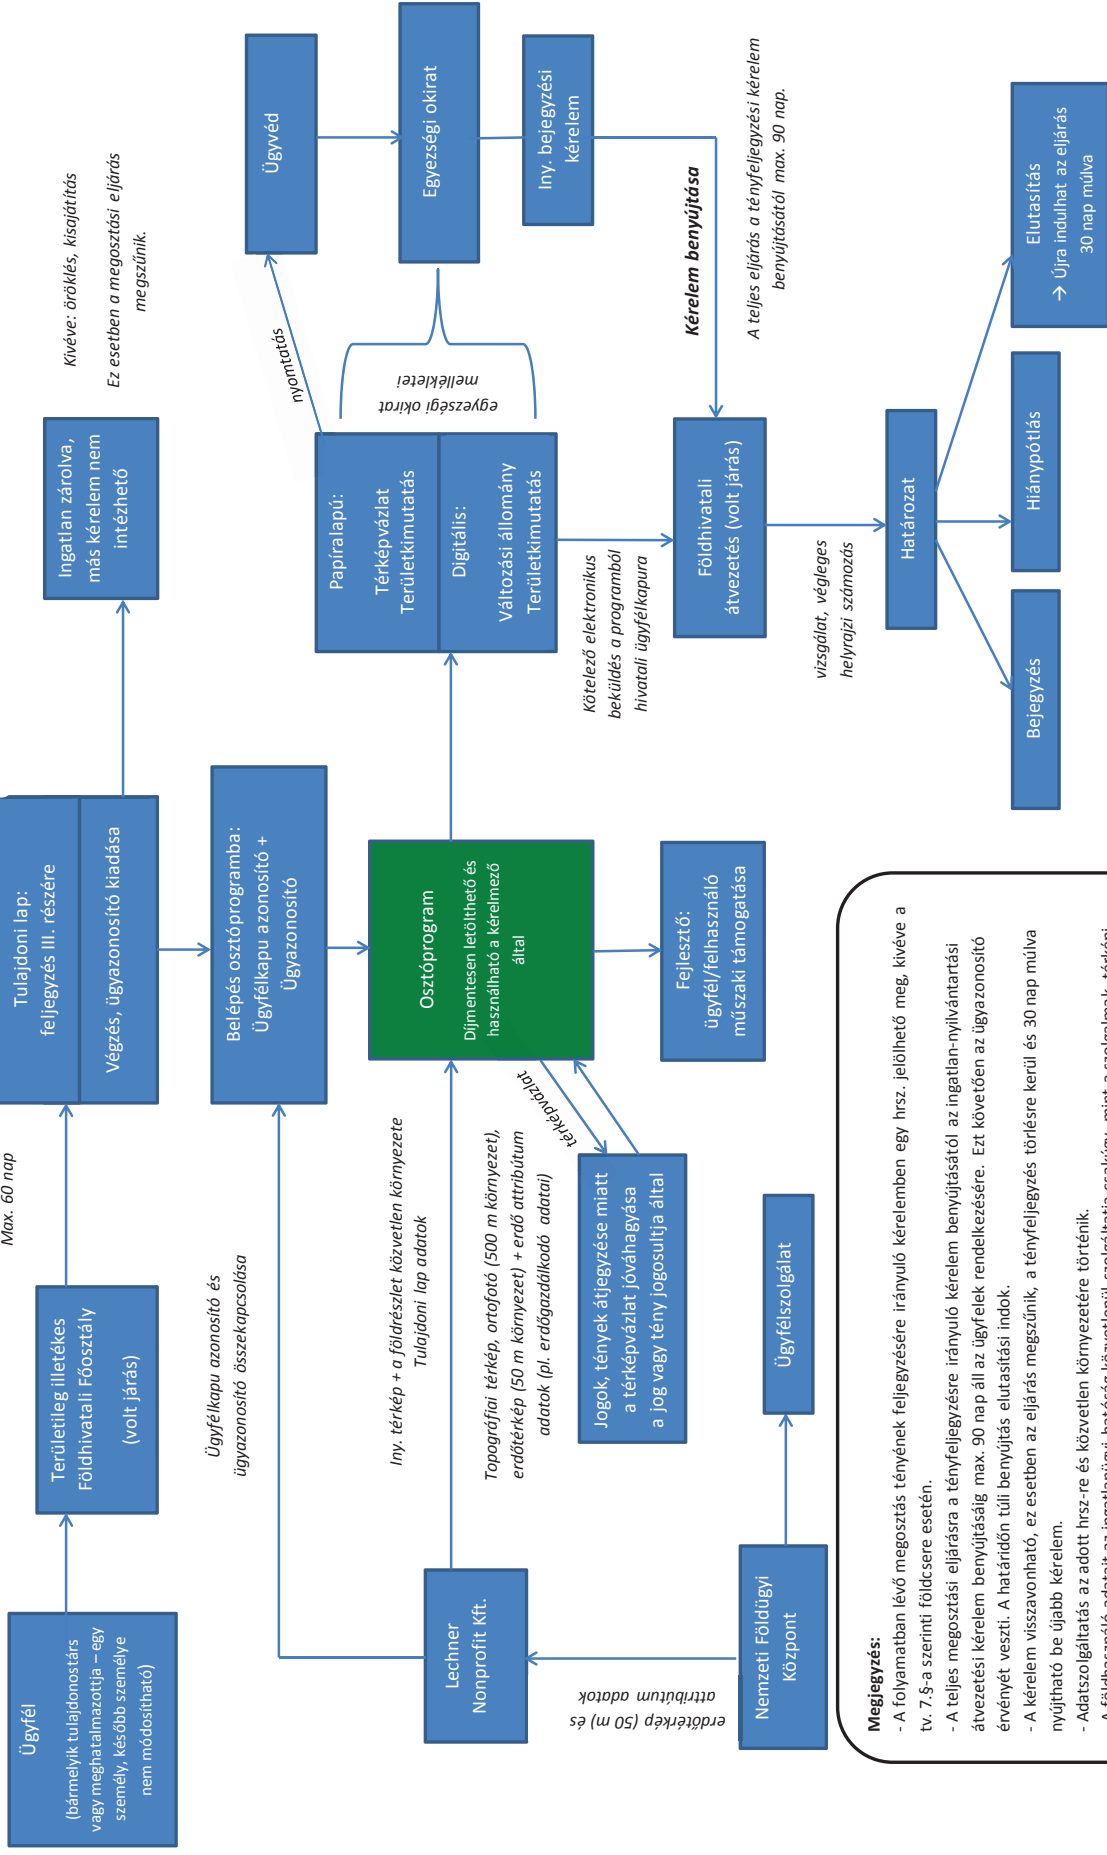 Ügyfél
(bármelyik tulajdonostárs
vagy meghatalmazottja – egy
személy, később személye
nem módosítható)
Területileg illetékes
Földhivatali Főosztály
(volt járás)
Max. 60 nap
Tulajdoni lap:
feljegyzés III. részére
Végzés, ügyazonosító kiadása
Ingatlan zárolva,
más kérelem nem
intézhető
Kivéve: öröklés, kisajátítás
Ez esetben a megosztási eljárás
megszűnik.
Ügyfélkapu azonosító és
ügyazonosító összekapcsolása
Belépés osztóprogramba:
Ügyfélkapu azonosító +
Ügyazonosító
Lechner
Nonprofit Kft.
Iny. térkép + a földrészlet közvetlen környezete
Tulajdoni lap adatok
Topográfiai térkép, ortofotó (500 m környezet),
erdőtérkép (50 m környezet) + erdő attribútum
adatok (pl. erdőgazdálkodó adatai)
Osztóprogram
Díjmentesen letölthető és
használható a kérelmező
által
térképvázlat
Jogok, tények átjegyzése miatt
a térképvázlat jóváhagyása
a jog vagy tény jogosultja által
Fejlesztő:
ügyfél/felhasználó
műszaki támogatása
erdőtérkép (50 m) és
attribútum adatok
Nemzeti Földügyi
Központ
Ügyfélszolgálat
Papíralapú:
Térképvázlat
Területkimutatás
Digitális:
Változási állomány
Területkimutatás
nyomtatás
egyezségi okirat
mellékletei
Ügyvéd
Egyezségi okirat
Iny. bejegyzési
kérelem
Kérelem benyújtása
A teljes eljárás a tényfeljegyzési kérelem
benyújtásától max. 90 nap.
Kötelező elektronikus
beküldés a programból
hivatali ügyfélkapura
Földhivatali
átvezetés (volt járás)
vizsgálat, végleges
helyrajzi számozás
Határozat
Bejegyzés
Hiánypótlás
Elutasítás
→ Újra indulhat az eljárás
30 nap múlva
Megjegyzés:
- A folyamatban lévő megosztás tényének feljegyzésére irányuló kérelemben egy hrsz. jelölhető meg, kivéve a
tv. 7.§-a szerinti földcsere esetén.
- A teljes megosztási eljárásra a tényfeljegyzésre irányuló kérelem benyújtásától az ingatlan-nyilvántartási
átvezetési kérelem benyújtásáig max. 90 nap áll az ügyfelek rendelkezésére. Ezt követően az ügyazonosító
érvényét veszti. A határidőn túli benyújtás elutasítási indok.
- A kérelem visszavonható, ez esetben az eljárás megszűnik, a tényfeljegyzés törlésre kerül és 30 nap múlva
nyújtható be újabb kérelem.
- Adatszolgáltatás az adott hrsz-re és közvetlen környezetére történik.
- A földhasználó adatait az ingatlanügyi hatóság közvetlenül szolgáltatja csakúgy, mint a szolgalmak, térképi